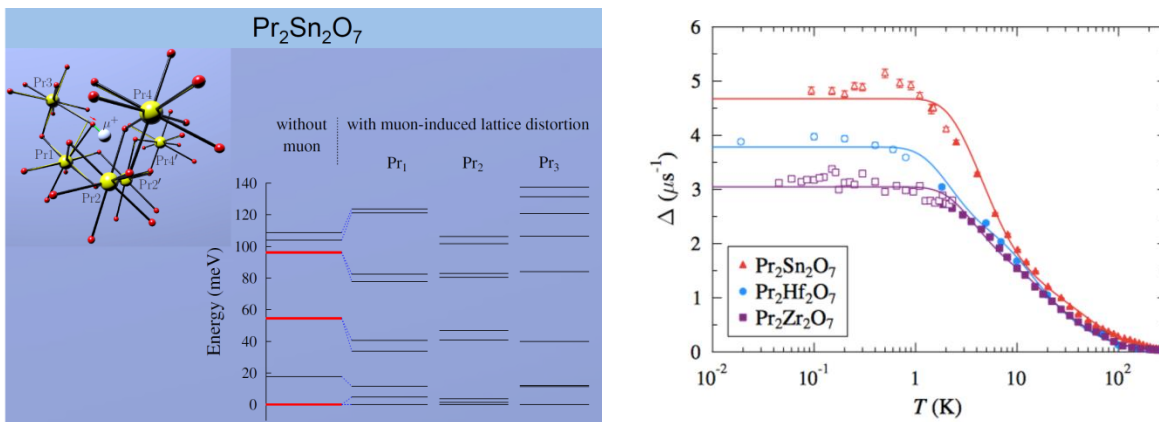 Pr₂Sn₂O₇
Pr3
Pr4
μ⁺
Pr1
Pr4′
Pr2′
Pr2
without muon
with muon-induced lattice distortion
Pr₁
Pr₂
Pr₃
Energy (meV)
140
120
100
80
60
40
20
0
Δ (μs⁻¹)
6
5
4
3
2
1
0
Pr₂Sn₂O₇
Pr₂Hf₂O₇
Pr₂Zr₂O₇
10⁻²
10⁻¹
1
10
10²
T (K)